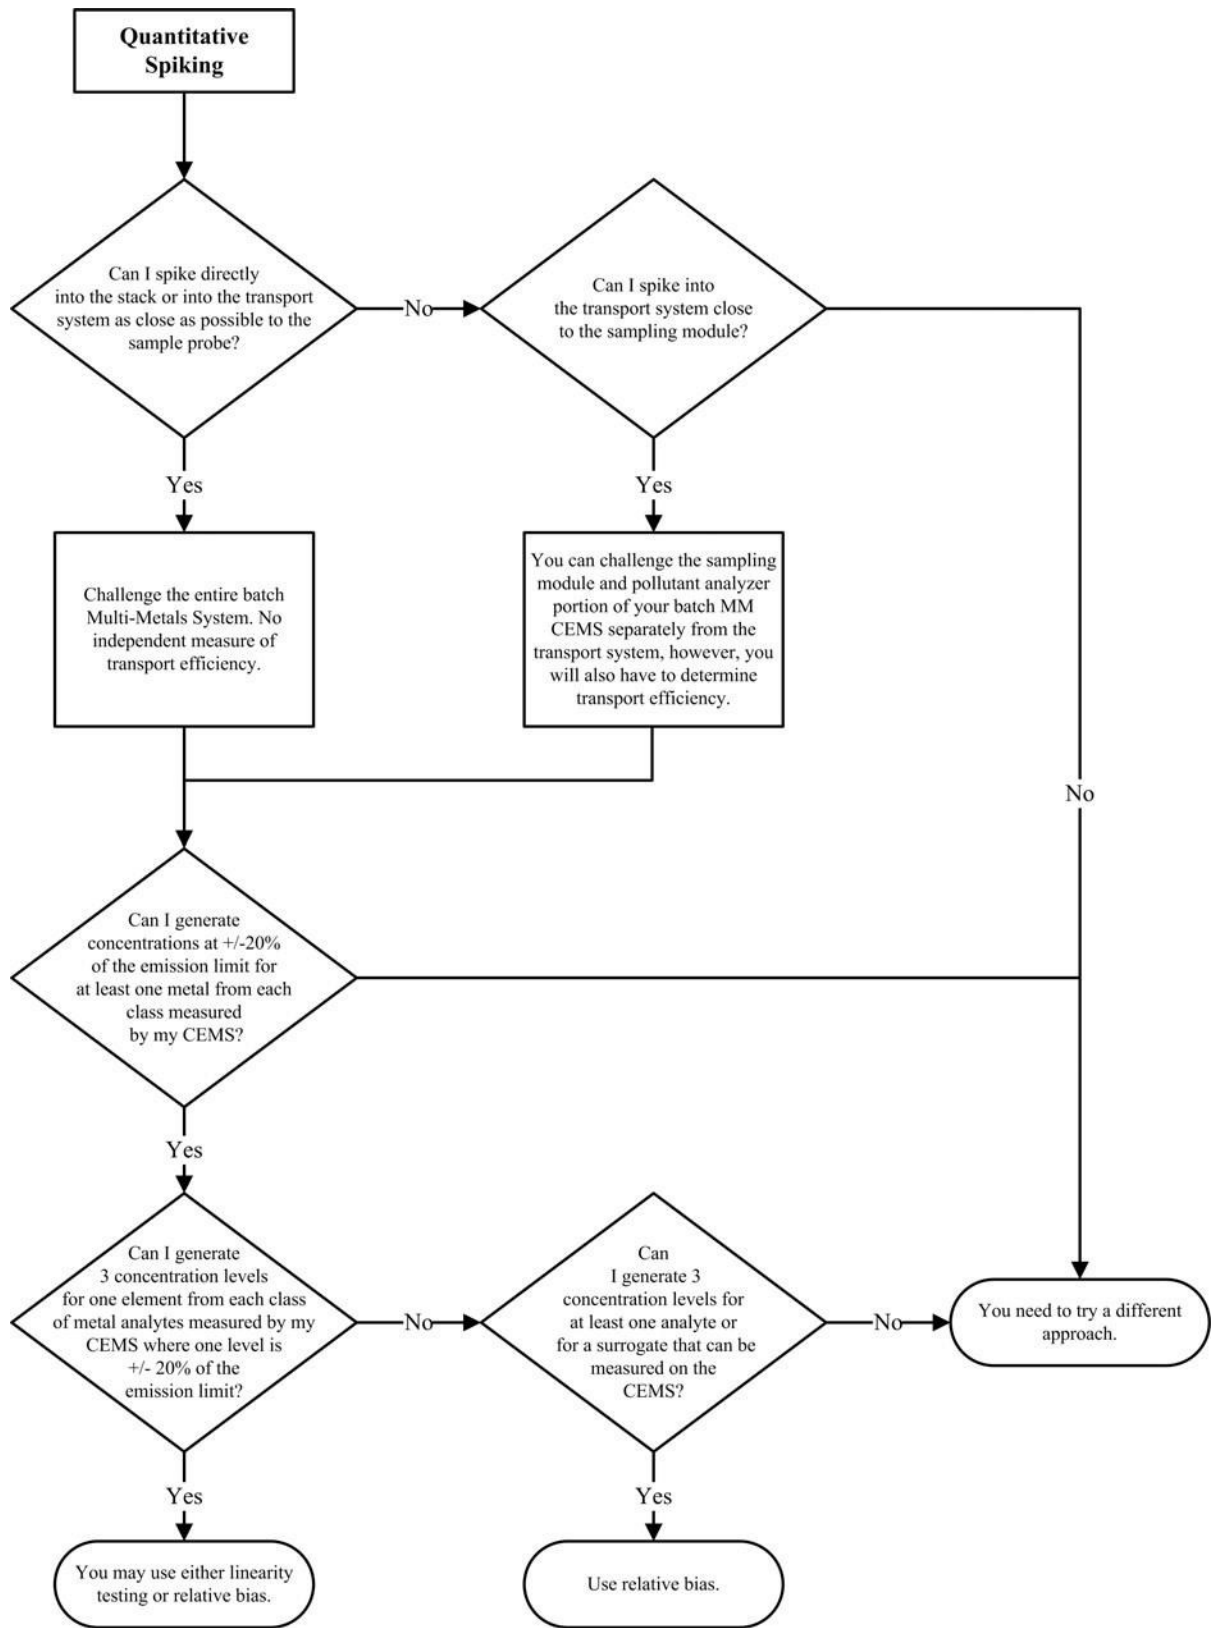 Quantitative
Spiking
Can I spike directly
into the stack or into the transport
system as close as possible to the
sample probe?
No
Can I spike into
the transport system close
to the sampling module?
Yes
Yes
Challenge the entire batch
Multi-Metals System. No
independent measure of
transport efficiency.
You can challenge the sampling
module and pollutant analyzer
portion of your batch MM
CEMS separately from the
transport system, however, you
will also have to determine
transport efficiency.
No
Can I generate
concentrations at +/-20%
of the emission limit for
at least one metal from each
class measured
by my CEMS?
Yes
Can I generate
3 concentration levels
for one element from each class
of metal analytes measured by my
CEMS where one level is
+/- 20% of the
emission limit?
No
Can
I generate 3
concentration levels for
at least one analyte or
for a surrogate that can be
measured on the
CEMS?
No
You need to try a different
approach.
Yes
Yes
You may use either linearity
testing or relative bias.
Use relative bias.